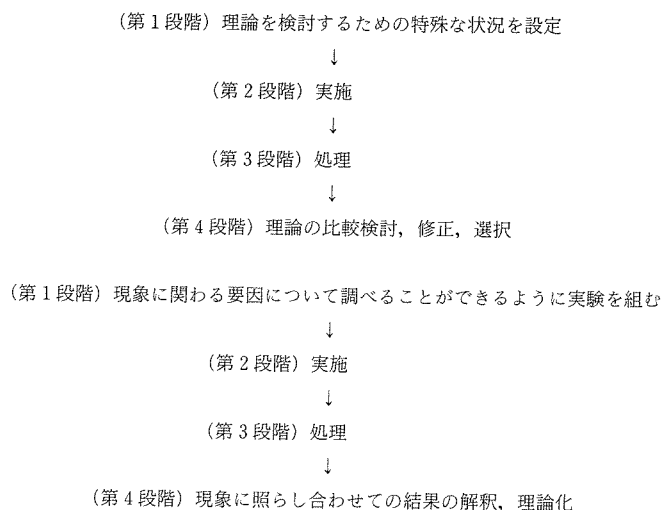 (第1段階) 理論を検討するための特殊な状況を設定
↓
(第2段階) 実施
↓
(第3段階) 処理
↓
(第4段階) 理論の比較検討，修正，選択
(第1段階) 現象に関わる要因について調べることができるように実験を組む
↓
(第2段階) 実施
↓
(第3段階) 処理
↓
(第4段階) 現象に照らし合わせての結果の解釈，理論化